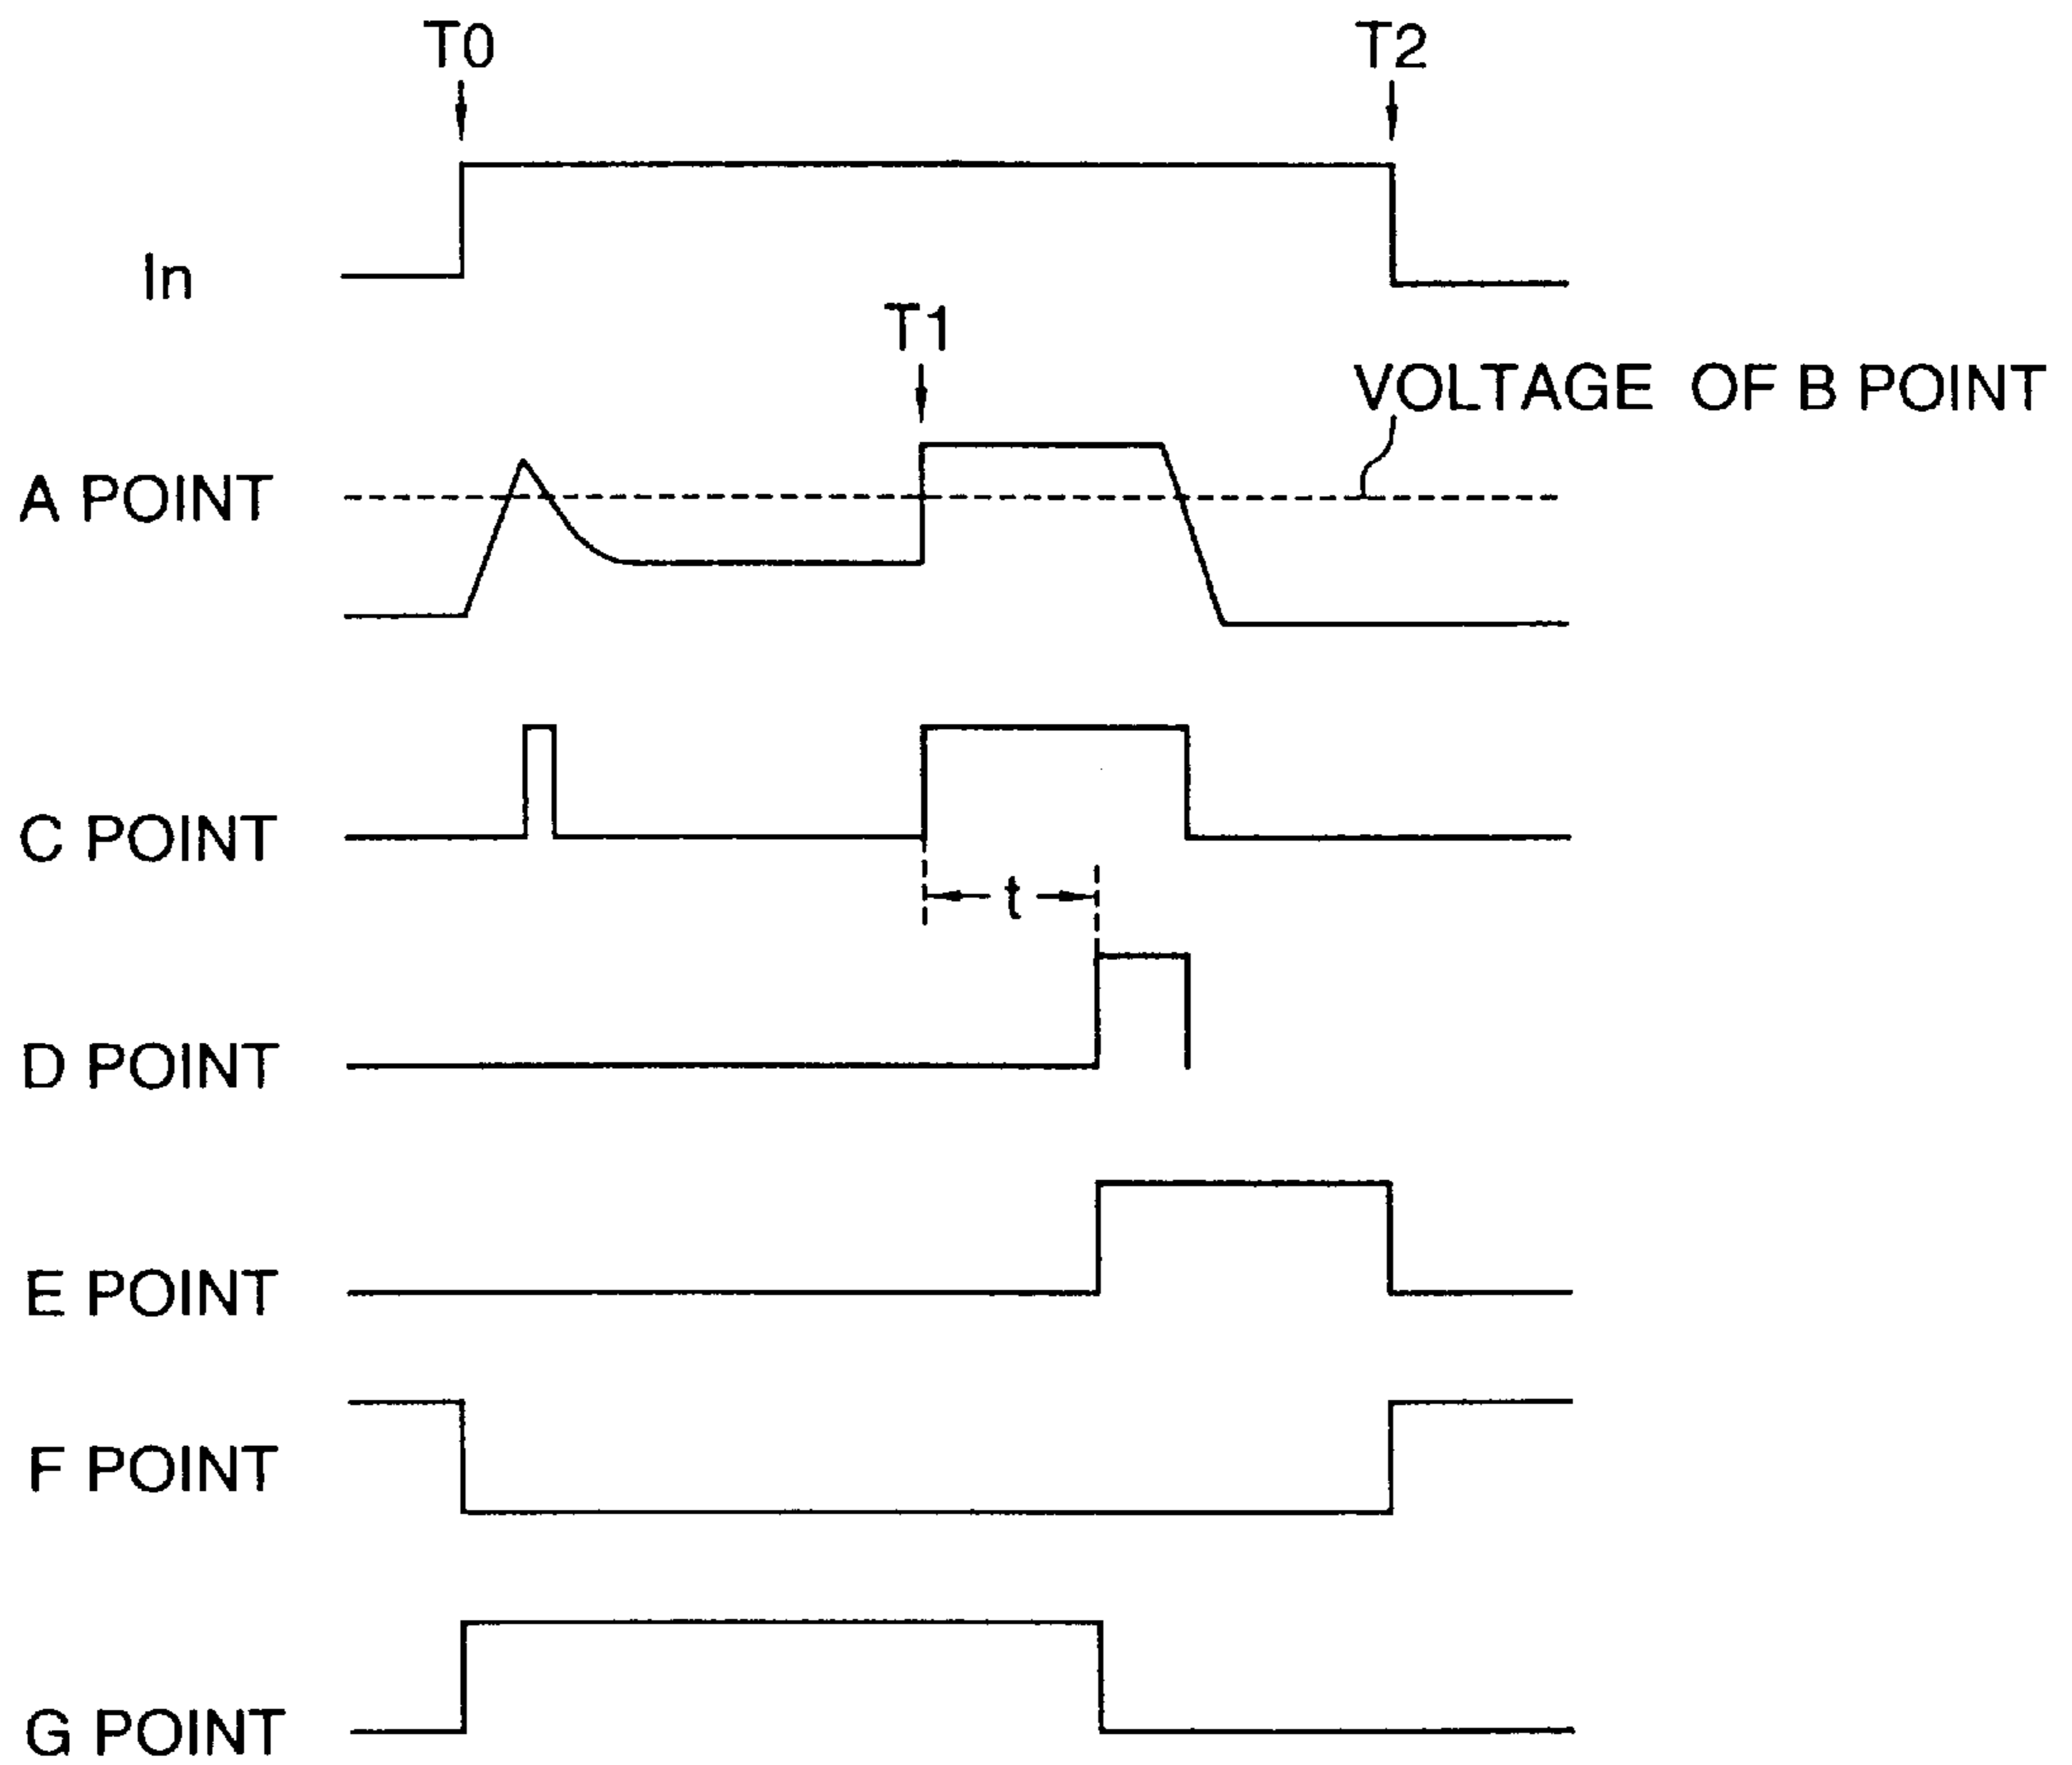 T0
T2
In
T1
VOLTAGE OF B POINT
A POINT
C POINT
t
D POINT
E POINT
F POINT
G POINT